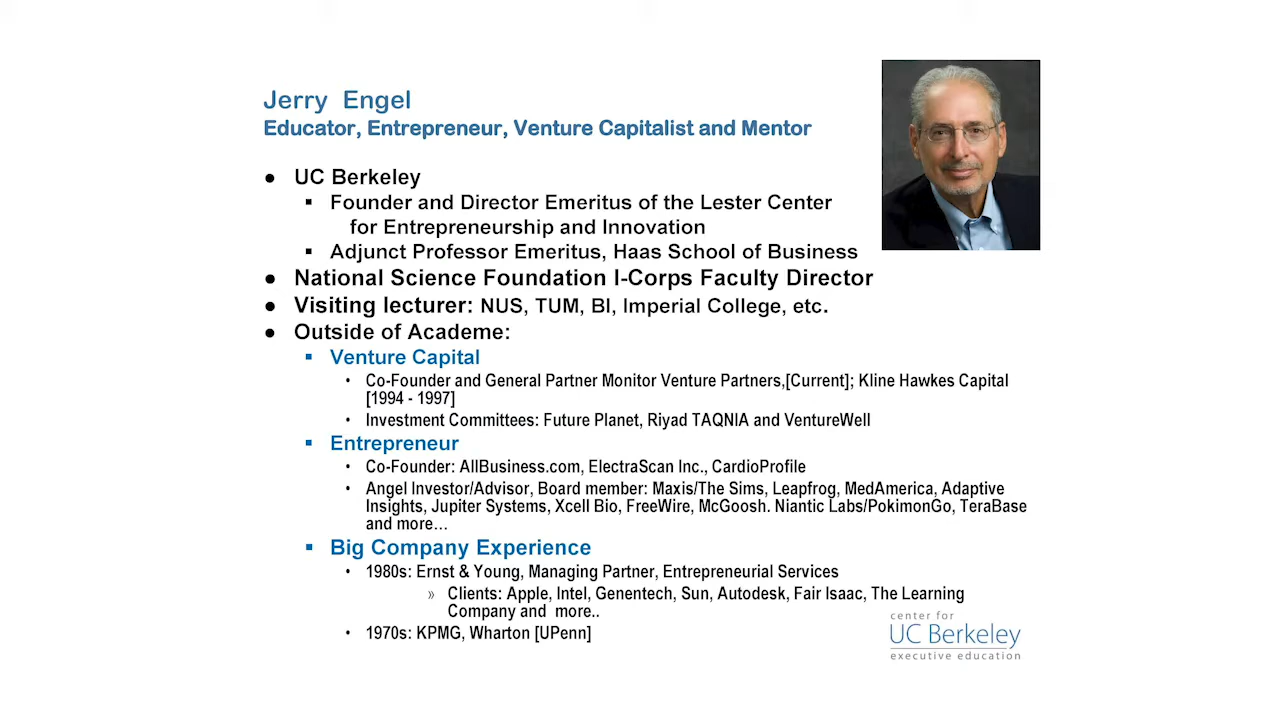 Jerry Engel
Educator, Entrepreneur, Venture Capitalist and Mentor
● UC Berkeley
▪ Founder and Director Emeritus of the Lester Center
for Entrepreneurship and Innovation
▪ Adjunct Professor Emeritus, Haas School of Business
● National Science Foundation I-Corps Faculty Director
● Visiting lecturer: NUS, TUM, BI, Imperial College, etc.
● Outside of Academe:
▪ Venture Capital
• Co-Founder and General Partner Monitor Venture Partners,[Current]; Kline Hawkes Capital
[1994 - 1997]
• Investment Committees: Future Planet, Riyad TAQNIA and VentureWell
▪ Entrepreneur
• Co-Founder: AllBusiness.com, ElectraScan Inc., CardioProfile
• Angel Investor/Advisor, Board member: Maxis/The Sims, Leapfrog, MedAmerica, Adaptive
Insights, Jupiter Systems, Xcell Bio, FreeWire, McGoosh. Niantic Labs/PokimonGo, TeraBase
and more…
▪ Big Company Experience
• 1980s: Ernst & Young, Managing Partner, Entrepreneurial Services
» Clients: Apple, Intel, Genentech, Sun, Autodesk, Fair Isaac, The Learning
Company and more..
• 1970s: KPMG, Wharton [UPenn]
center for
UC Berkeley
executive education